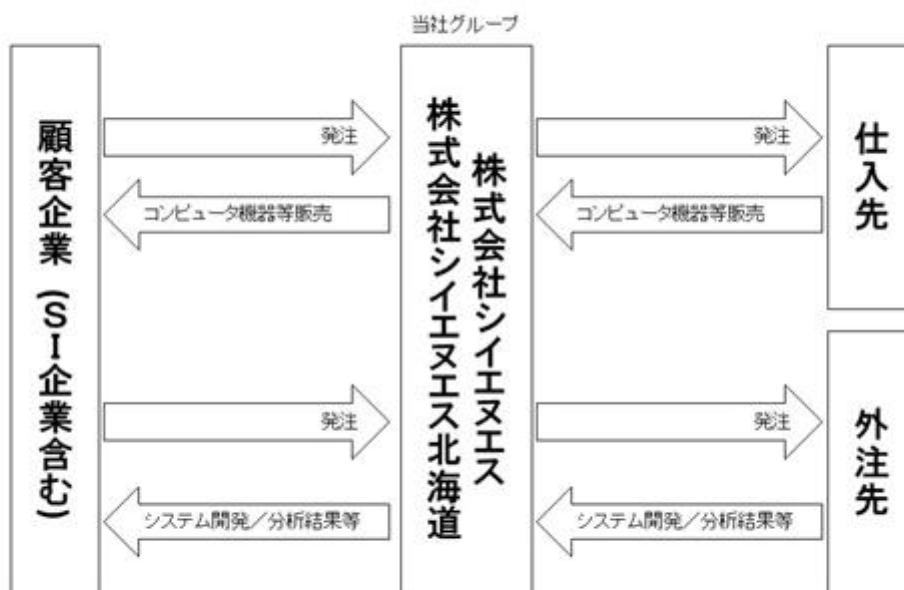 当社グループ
顧客企業（ＳＩ企業含む）
発注
コンピュータ機器等販売
発注
システム開発／分析結果等
株式会社シイエヌエス
株式会社シイエヌエス北海道
発注
コンピュータ機器等販売
発注
システム開発／分析結果等
仕入先
外注先